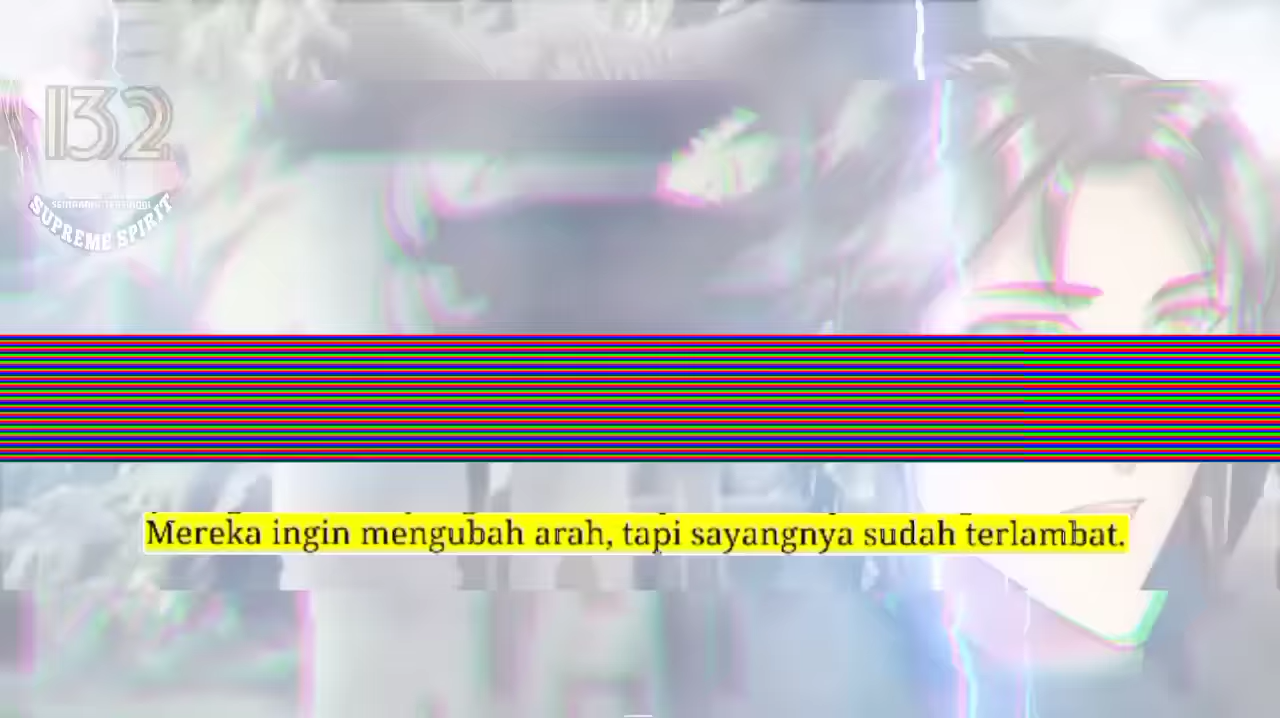 132
SUPREME SPIRIT
Mereka ingin mengubah arah, tapi sayangnya sudah terlambat.